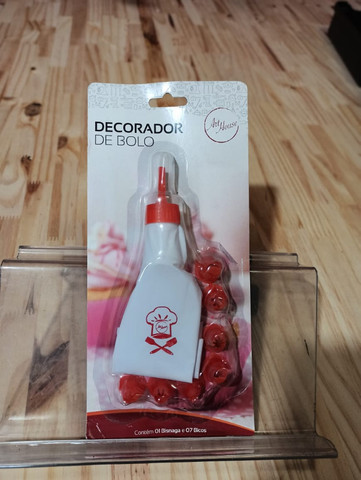 DECORADOR
DE BOLO
Art
House
Contém 01 Bisnaga e 07 Bicos